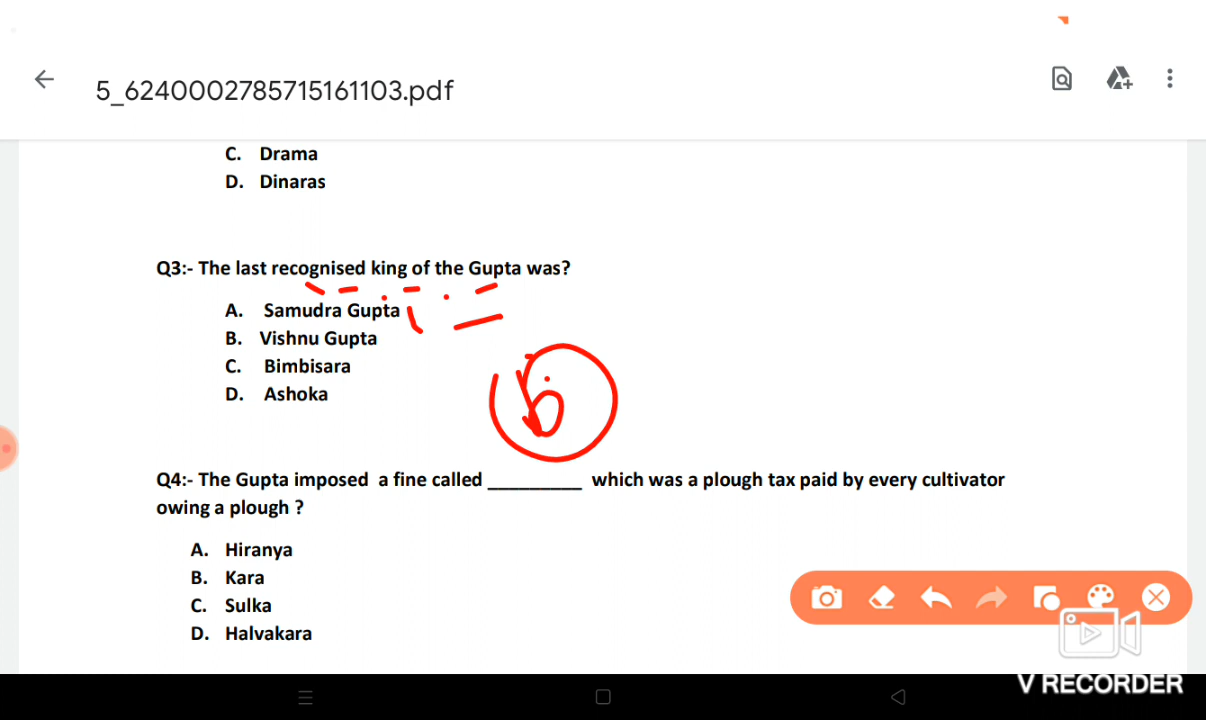 5_6240002785715161103.pdf
C. Drama
D. Dinaras
Q3:- The last recognised king of the Gupta was?
A. Samudra Gupta
B. Vishnu Gupta
C. Bimbisara
D. Ashoka
b
Q4:- The Gupta imposed a fine called _________ which was a plough tax paid by every cultivator
owing a plough ?
A. Hiranya
B. Kara
C. Sulka
D. Halvakara
V RECORDER